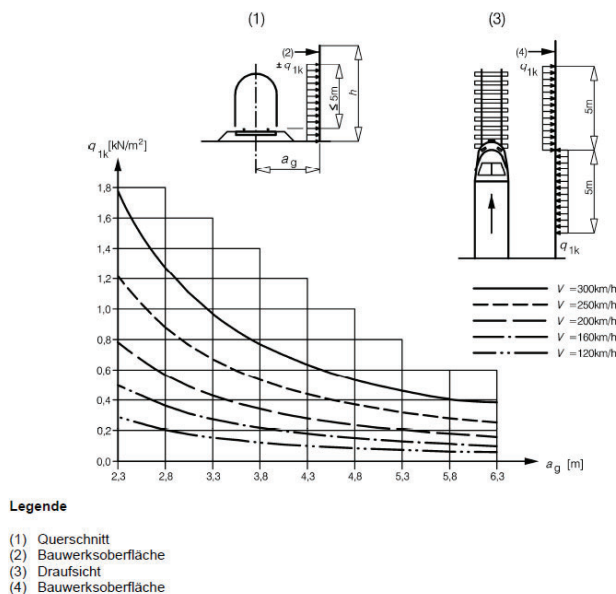 (1)
(3)
(2)
± q1k
≤ 5m
h
ag
(4)
q1k
5m
5m
q1k
q1k [kN/m²]
1,8
1,6
1,4
1,2
1,0
0,8
0,6
0,4
0,2
0,0
2,3 2,8 3,3 3,8 4,3 4,8 5,3 5,8 6,3
ag [m]
V =300km/h
V =250km/h
V =200km/h
V =160km/h
V =120km/h
Legende
(1) Querschnitt
(2) Bauwerksoberfläche
(3) Draufsicht
(4) Bauwerksoberfläche